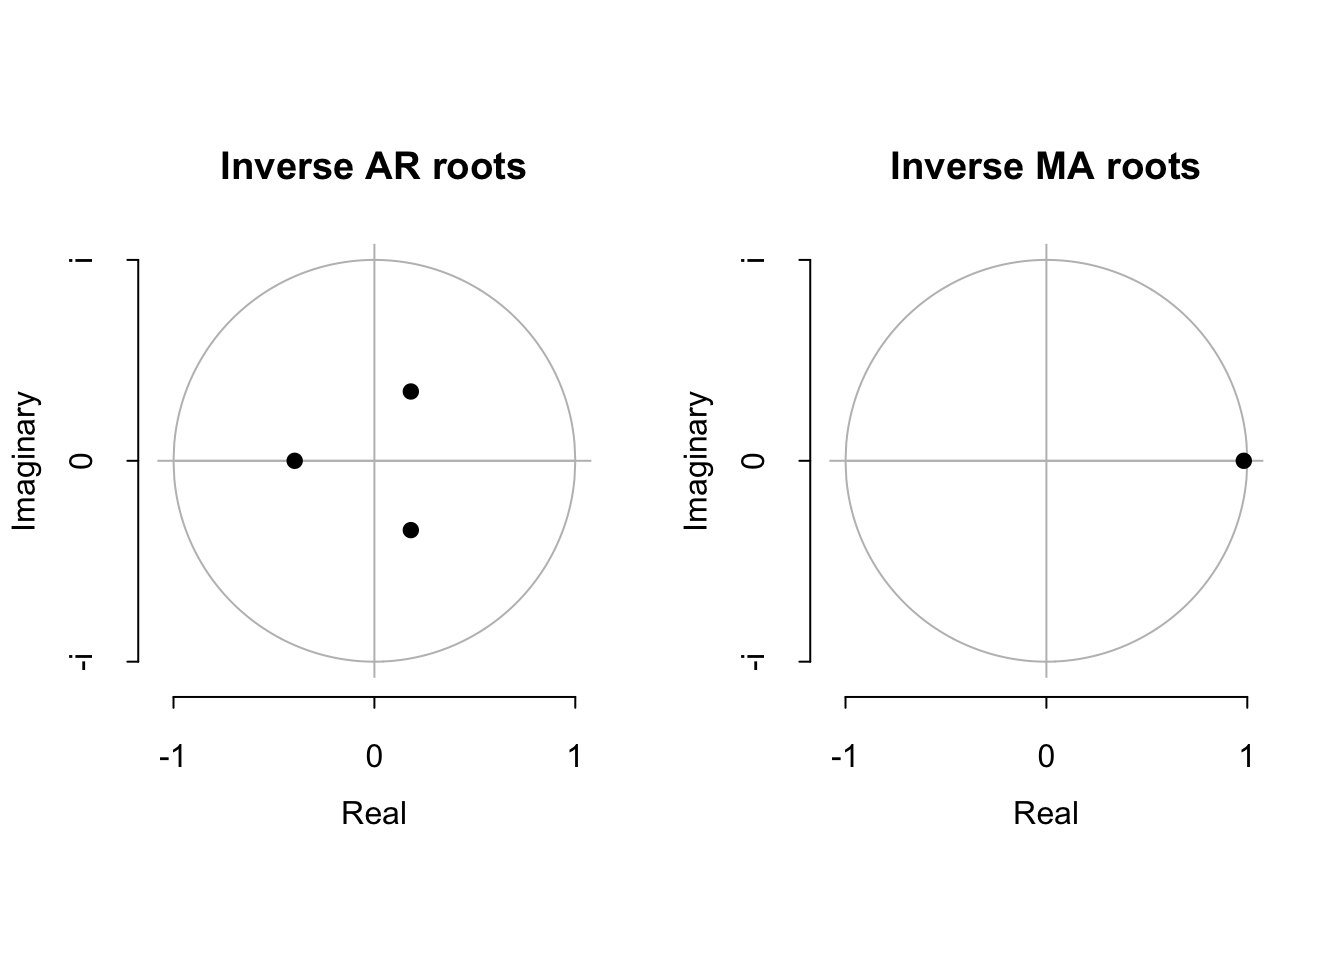 Inverse AR roots
Imaginary
i
0
-i
-1 0 1
Real
Inverse MA roots
Imaginary
i
0
-i
-1 0 1
Real